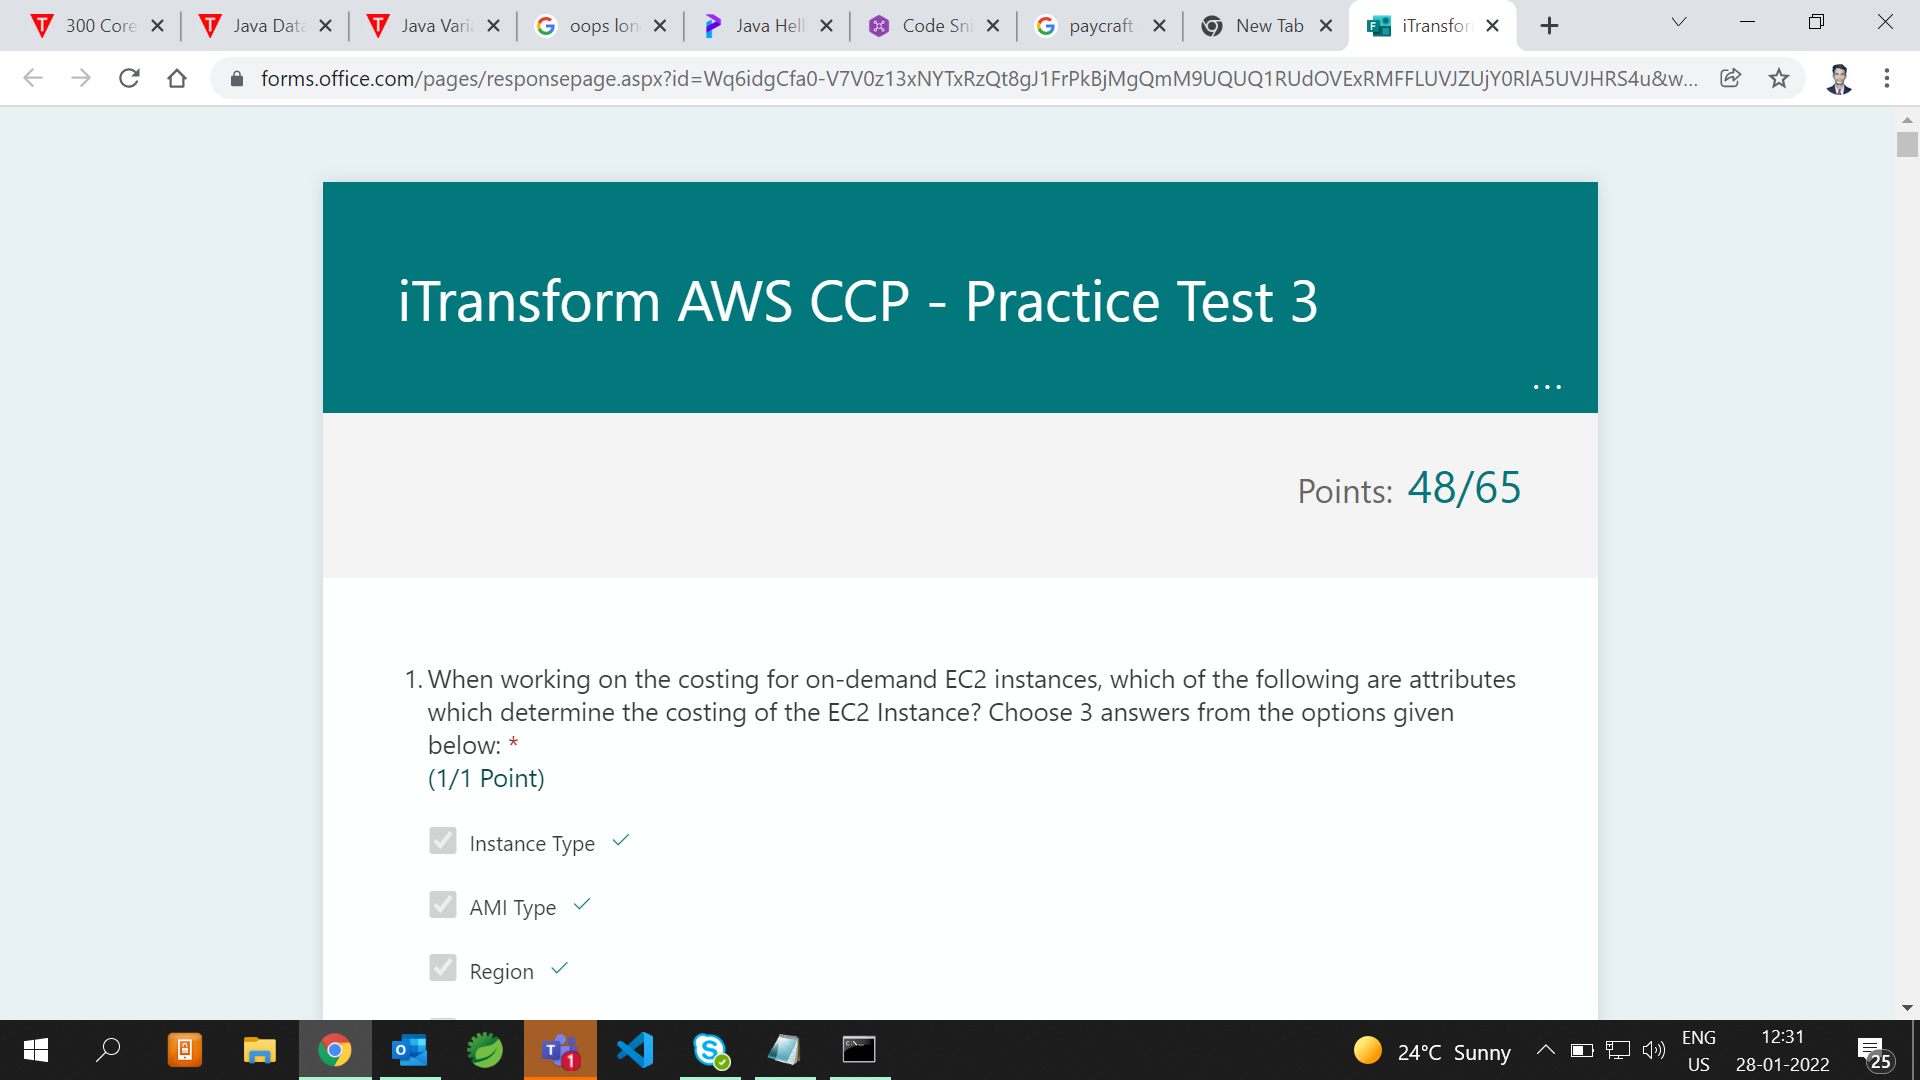 300 Core
Java Data
Java Varia
oops lon
Java Hell
Code Sni
paycraft
New Tab
iTransfor
forms.office.com/pages/responsepage.aspx?id=Wq6idgCfa0-V7V0z13xNYTxRzQt8gJ1FrPkBjMgQmM9UQUQ1RUdOVExRMFFLUVJZUjY0RlA5UVJHRS4u&w...
iTransform AWS CCP - Practice Test 3
...
Points: 48/65
1. When working on the costing for on-demand EC2 instances, which of the following are attributes
which determine the costing of the EC2 Instance? Choose 3 answers from the options given
below: *
(1/1 Point)
Instance Type
AMI Type
Region
24°C Sunny
ENG
US
12:31
28-01-2022
25
1